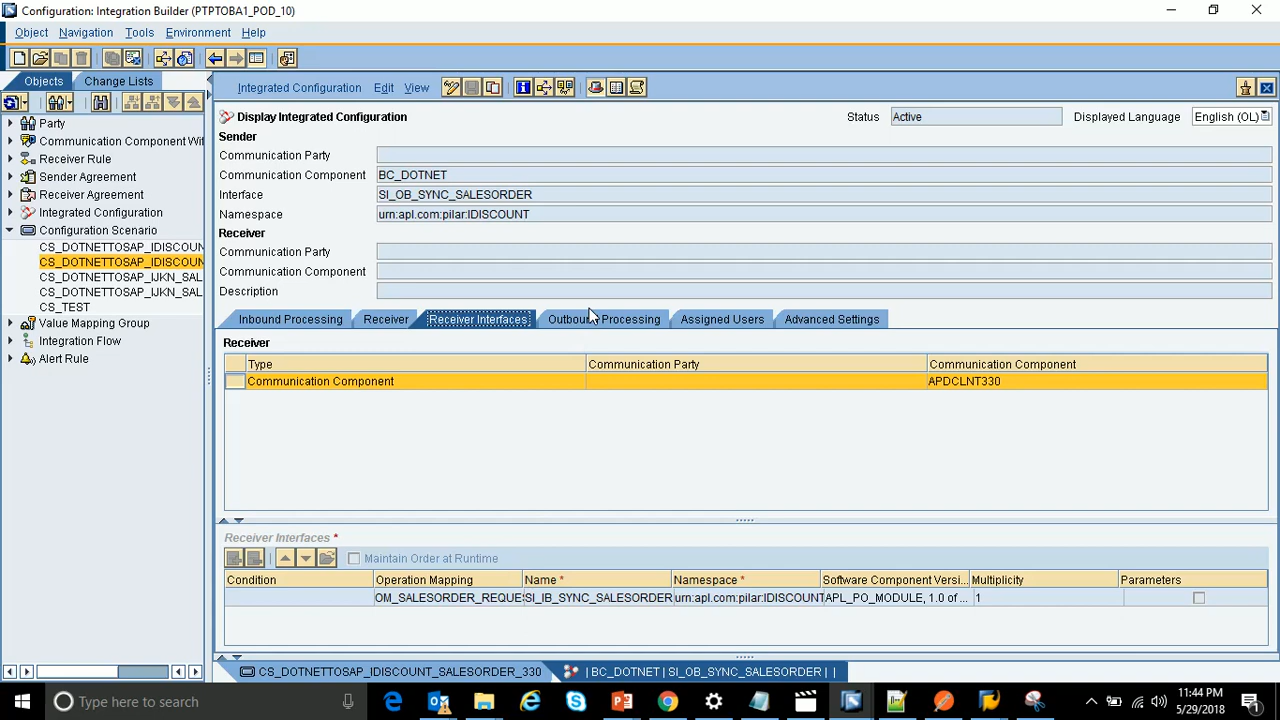 Configuration: Integration Builder (PTPTOBA1_POD_10)
Object Navigation Tools Environment Help
Objects Change Lists
Integrated Configuration Edit View
Party
Communication Component Wit
Receiver Rule
Sender Agreement
Receiver Agreement
Integrated Configuration
Configuration Scenario
CS_DOTNETTOSAP_IDISCOUN
CS_DOTNETTOSAP_IDISCOUN
CS_DOTNETTOSAP_IJKN_SAL
CS_DOTNETTOSAP_IJKN_SAL
CS_TEST
Value Mapping Group
Integration Flow
Alert Rule
Display Integrated Configuration Status Active Displayed Language English (OL)
Sender
Communication Party
Communication Component BC_DOTNET
Interface SI_OB_SYNC_SALESORDER
Namespace urn:apl.com:pilar:IDISCOUNT
Receiver
Communication Party
Communication Component
Description
Inbound Processing Receiver Receiver Interfaces Outbound Processing Assigned Users Advanced Settings
Receiver
Type Communication Party Communication Component
Communication Component APDCLNT330
Receiver Interfaces *
Maintain Order at Runtime
Condition Operation Mapping Name * Namespace * Software Component Versi... Multiplicity Parameters
OM_SALESORDER_REQUE SI_IB_SYNC_SALESORDER urn:apl.com:pilar:IDISCOUNT APL_PO_MODULE, 1.0 of ... 1
CS_DOTNETTOSAP_IDISCOUNT_SALESORDER_330 | BC_DOTNET | SI_OB_SYNC_SALESORDER | |
Type here to search
11:44 PM
5/29/2018
1